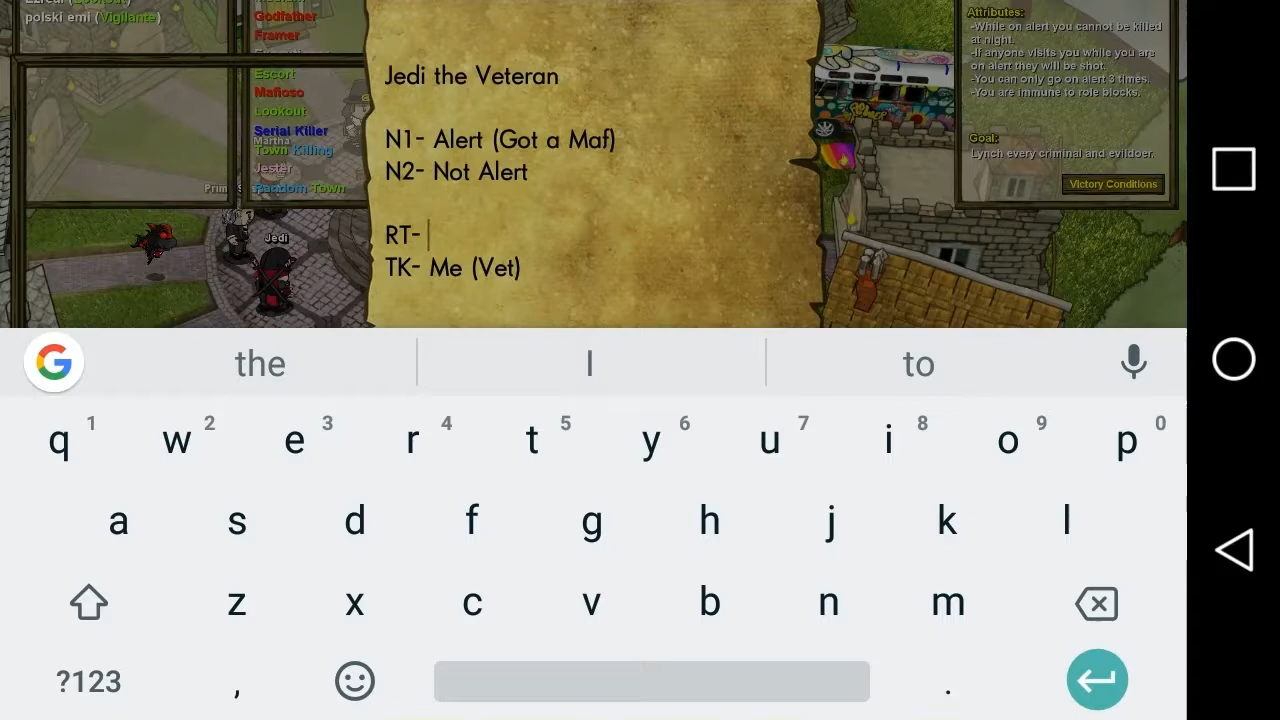 polski emi (Vigilante)
Godfather
Framer
Escort
Mafioso
Lookout
Serial Killer
Martha
Town Killing
Jester
Random Town
Jedi
Jedi the Veteran
N1- Alert (Got a Maf)
N2- Not Alert
RT-
TK- Me (Vet)
Attributes:
-While on alert you cannot be killed
at night.
-If anyone visits you while you are
on alert they will be shot.
-You can only go on alert 3 times.
-You are immune to role blocks.
Goal:
Lynch every criminal and evildoer.
Victory Conditions
the I to
q 1 w 2 e 3 r 4 t 5 y 6 u 7 i 8 o 9 p 0
a s d f g h j k l
z x c v b n m
?123 , .